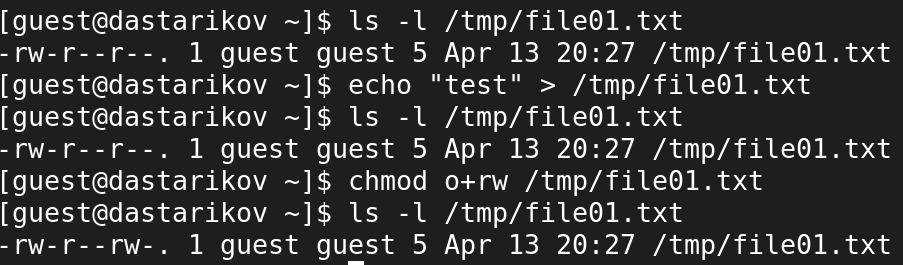 [guest@dastarikov ~]$ ls -l /tmp/file01.txt
-rw-r--r--. 1 guest guest 5 Apr 13 20:27 /tmp/file01.txt
[guest@dastarikov ~]$ echo "test" > /tmp/file01.txt
[guest@dastarikov ~]$ ls -l /tmp/file01.txt
-rw-r--r--. 1 guest guest 5 Apr 13 20:27 /tmp/file01.txt
[guest@dastarikov ~]$ chmod o+rw /tmp/file01.txt
[guest@dastarikov ~]$ ls -l /tmp/file01.txt
-rw-r--rw-. 1 guest guest 5 Apr 13 20:27 /tmp/file01.txt